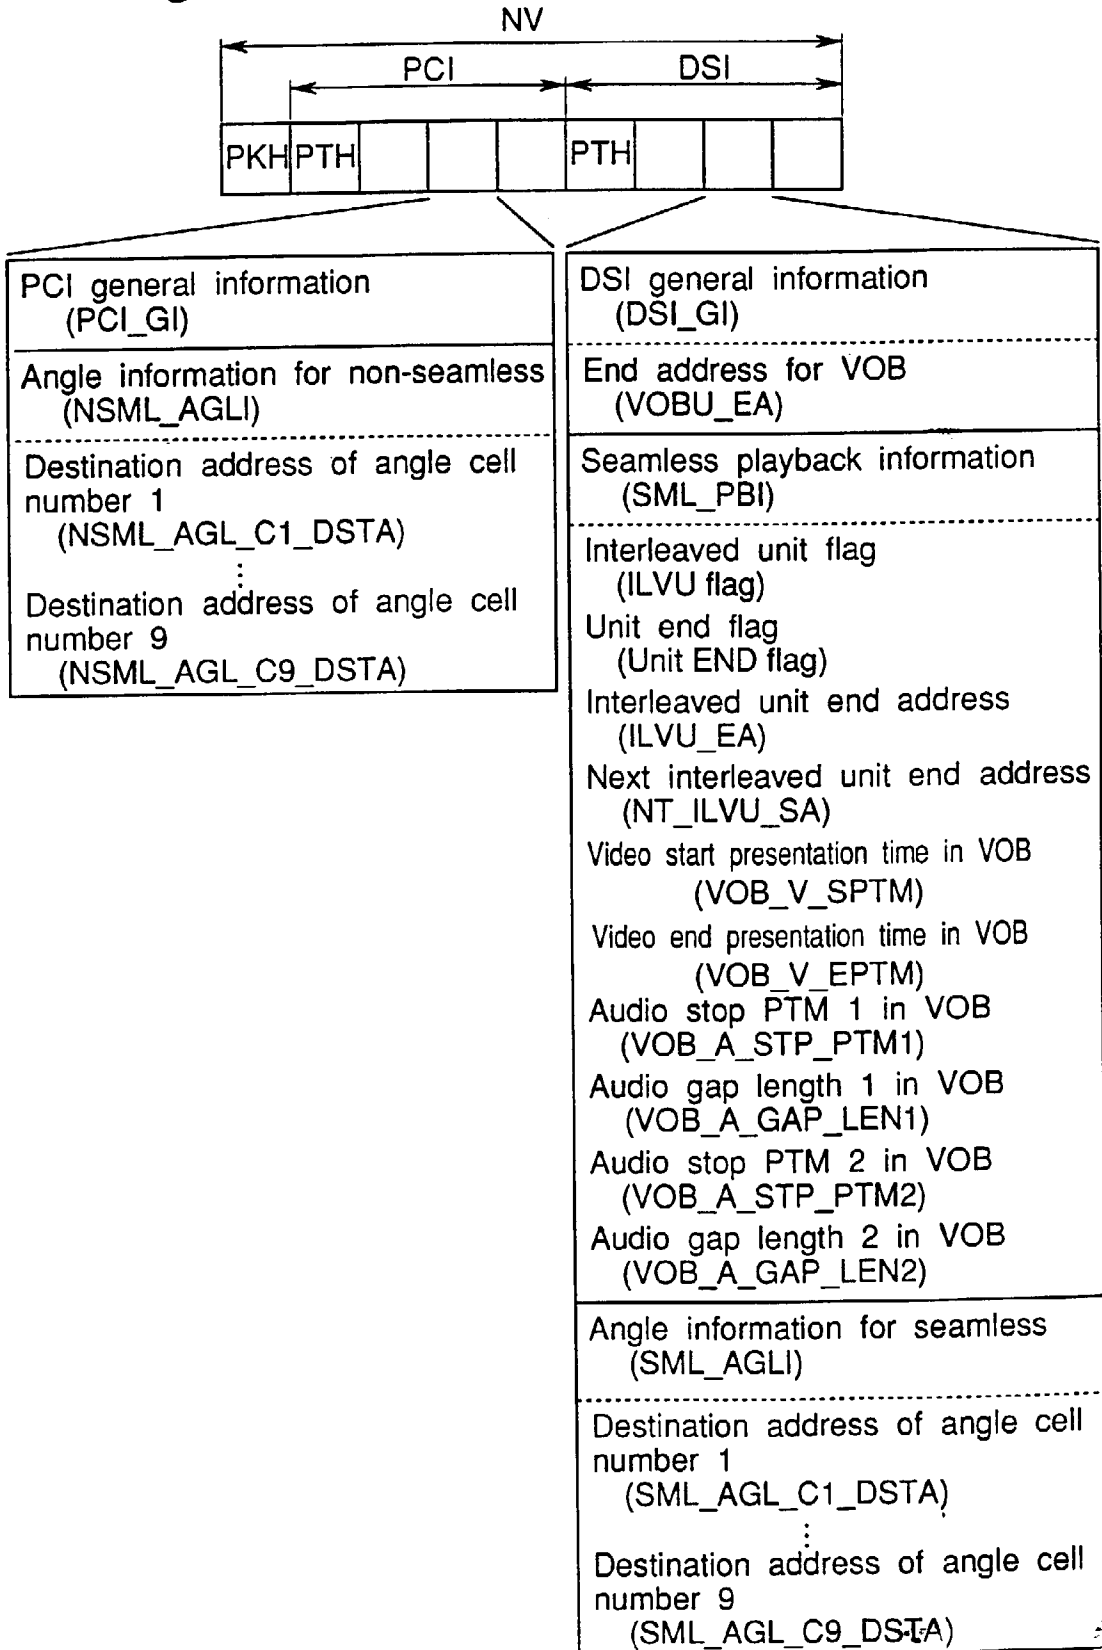 NV
PCI
DSI
PKH
PTH
PTH
PCI general information
(PCI_GI)
Angle information for non-seamless
(NSML_AGLI)
Destination address of angle cell
number 1
(NSML_AGL_C1_DSTA)
⋮
Destination address of angle cell
number 9
(NSML_AGL_C9_DSTA)
DSI general information
(DSI_GI)
End address for VOB
(VOBU_EA)
Seamless playback information
(SML_PBI)
Interleaved unit flag
(ILVU flag)
Unit end flag
(Unit END flag)
Interleaved unit end address
(ILVU_EA)
Next interleaved unit end address
(NT_ILVU_SA)
Video start presentation time in VOB
(VOB_V_SPTM)
Video end presentation time in VOB
(VOB_V_EPTM)
Audio stop PTM 1 in VOB
(VOB_A_STP_PTM1)
Audio gap length 1 in VOB
(VOB_A_GAP_LEN1)
Audio stop PTM 2 in VOB
(VOB_A_STP_PTM2)
Audio gap length 2 in VOB
(VOB_A_GAP_LEN2)
Angle information for seamless
(SML_AGLI)
Destination address of angle cell
number 1
(SML_AGL_C1_DSTA)
⋮
Destination address of angle cell
number 9
(SML_AGL_C9_DSTA)